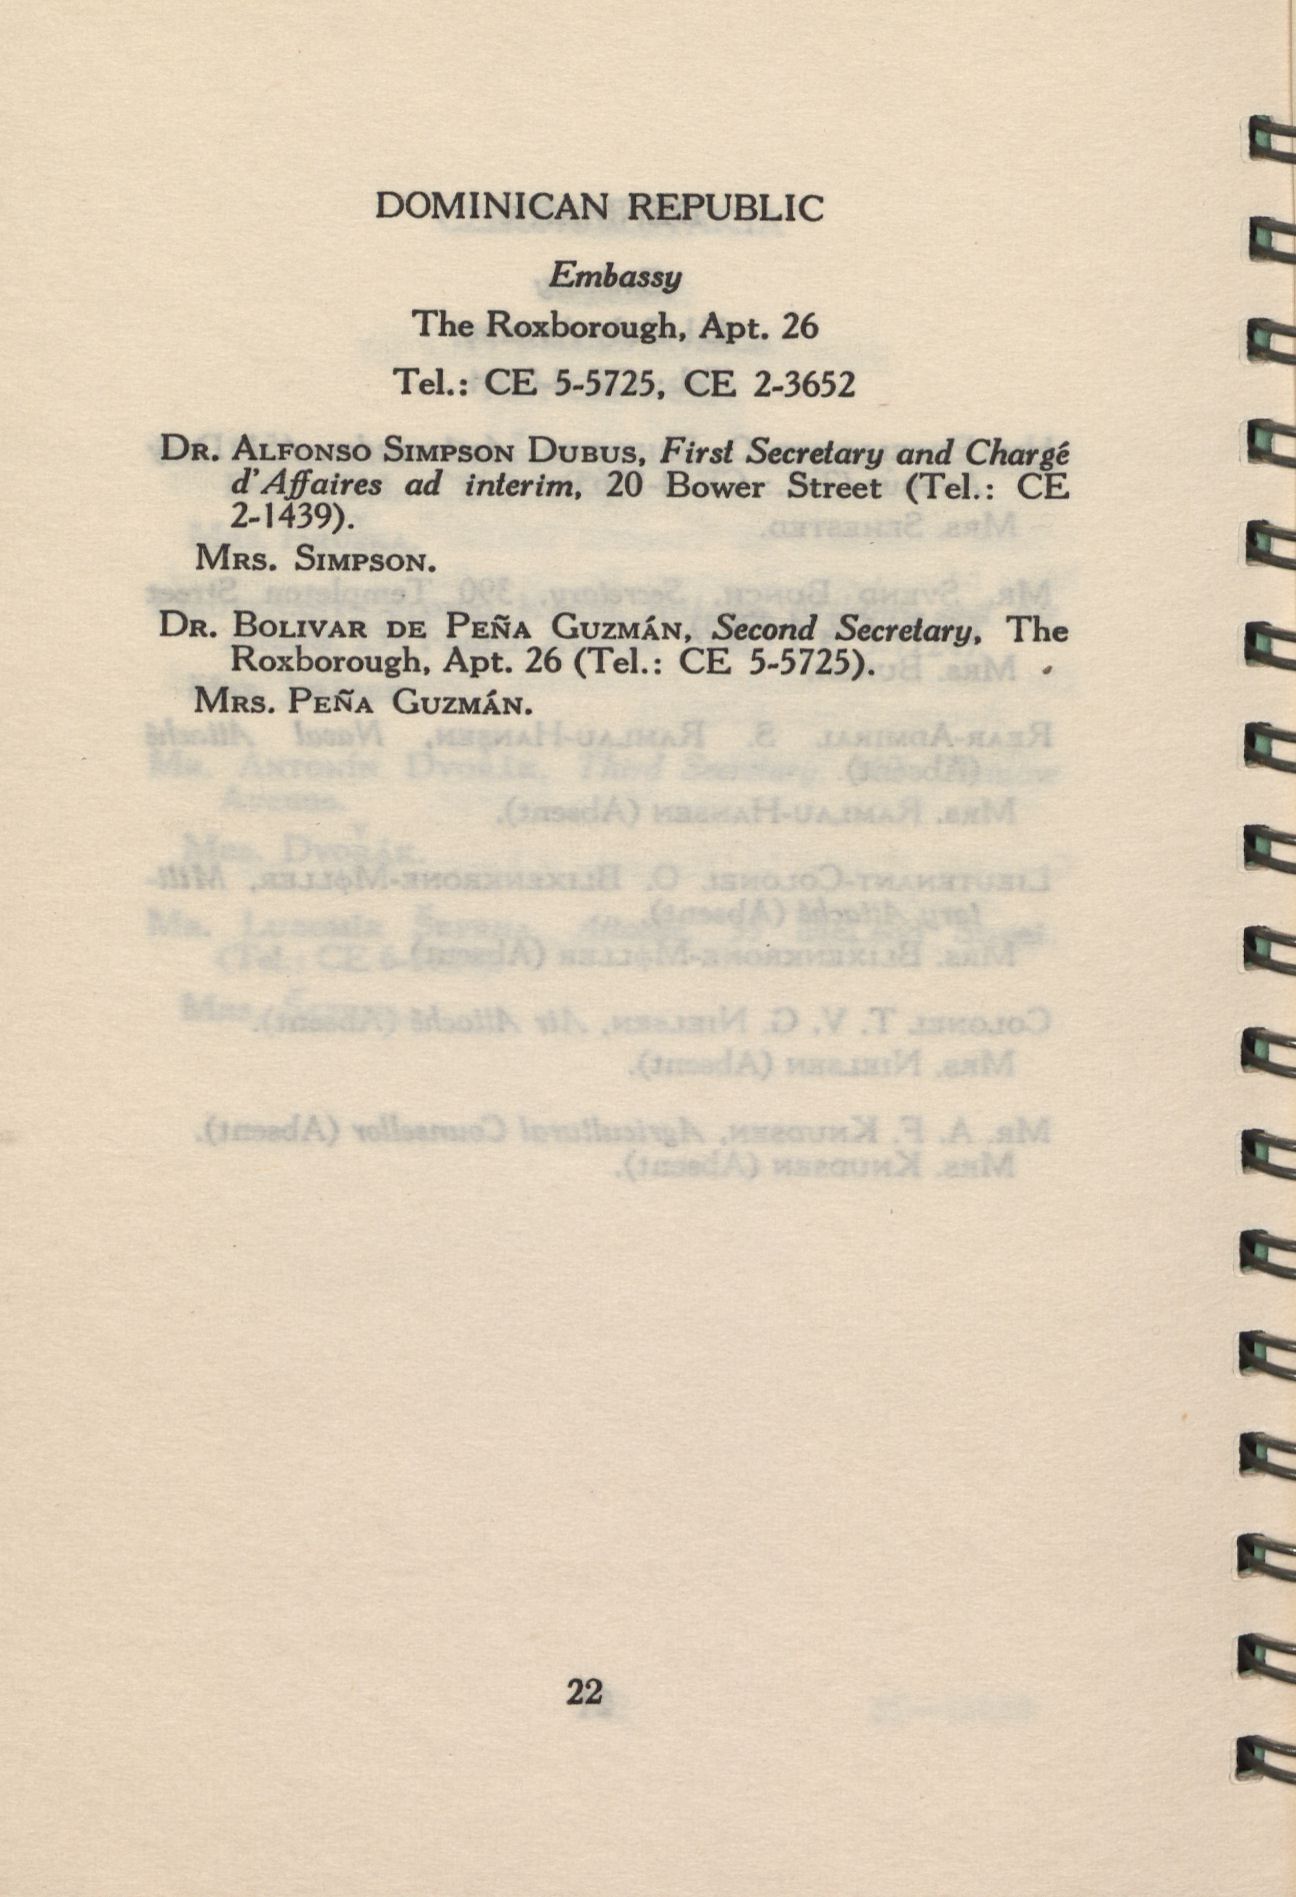 DOMINICAN REPUBLIC
Embassy
The Roxborough, Apt. 26
Tel.: CE 5-5725, CE 2-3652
DR. ALFONSO SIMPSON DUBUS, First Secretary and Chargé
d'Affaires ad interim, 20 Bower Street (Tel.: CE
2-1439).
MRS. SIMPSON.
DR. BOLIVAR DE PEÑA GUZMÁN, Second Secretary, The
Roxborough, Apt. 26 (Tel.: CE 5-5725).
MRS. PEÑA GUZMÁN.
22